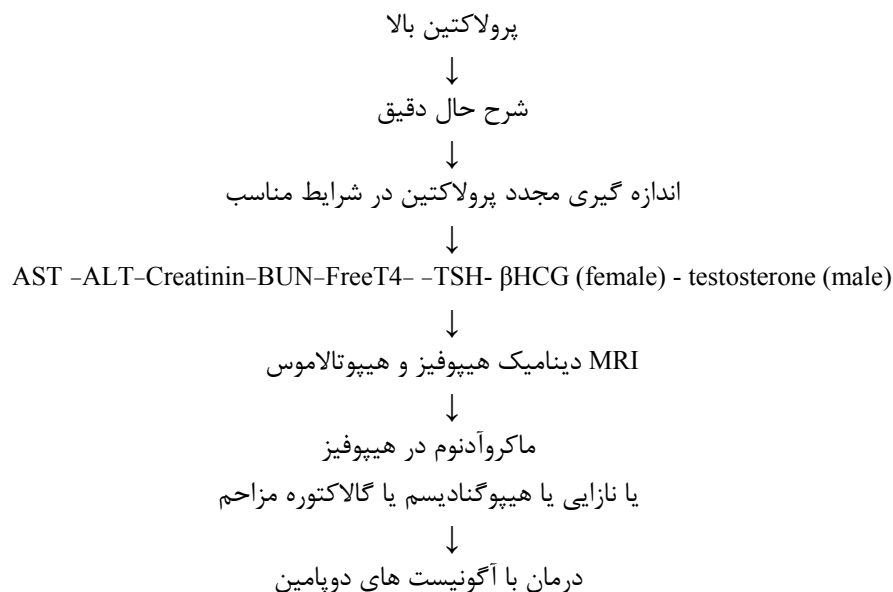 پرولاکتین بالا
↓
شرح حال دقیق
↓
اندازه گیری مجدد پرولاکتین در شرایط مناسب
↓
AST –ALT–Creatinin–BUN–FreeT4– –TSH- βHCG (female) - testosterone (male)
↓
MRI دینامیک هیپوفیز و هیپوتالاموس
↓
ماکروآدنوم در هیپوفیز
یا نازایی یا هیپوگنادیسم یا گالاکتوره مزاحم
↓
درمان با آگونیست های دوپامین